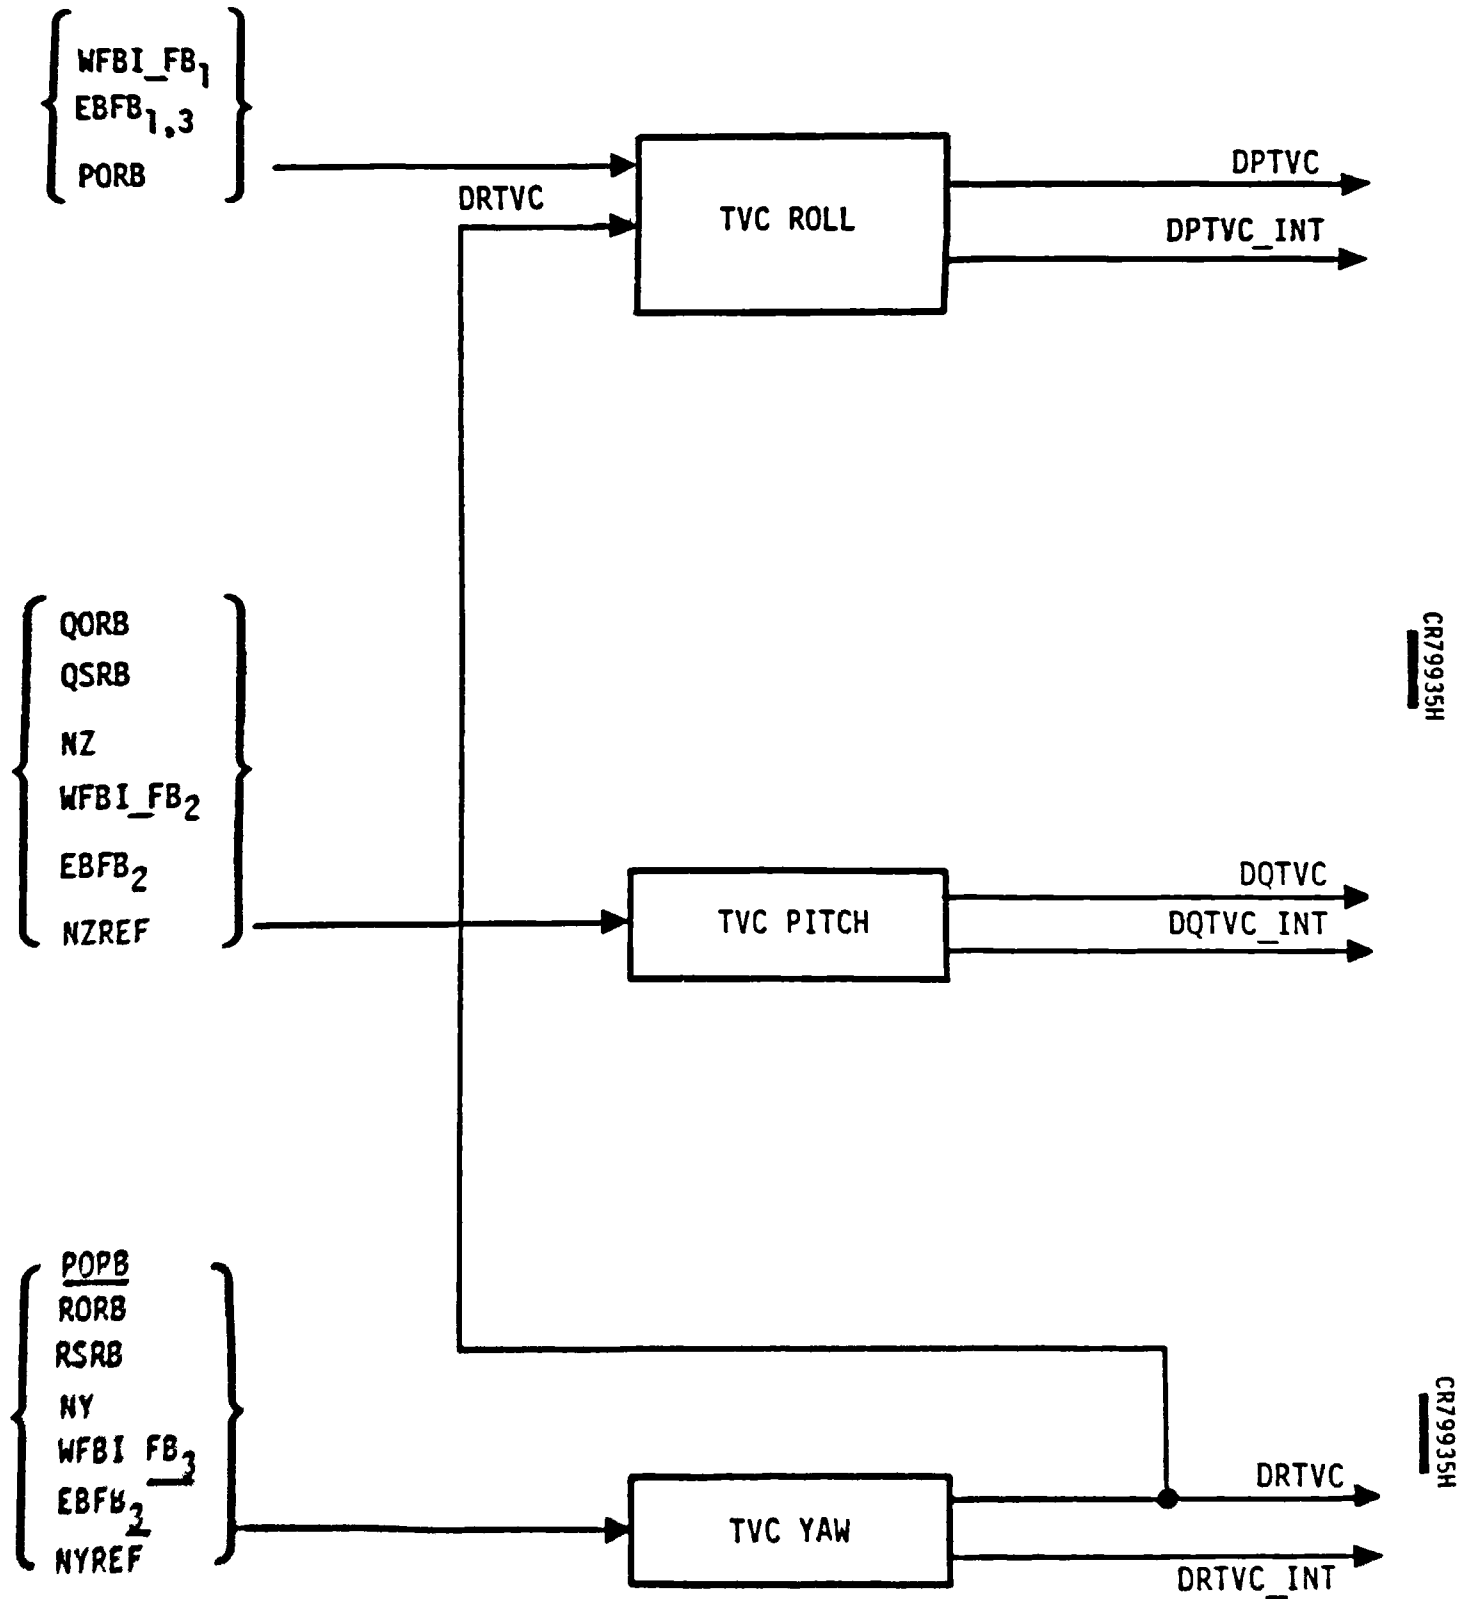 WFBI_FB1
EBFB1,3
PORB
DRTVC
TVC ROLL
DPTVC
DPTVC_INT
QORB
QSRB
NZ
WFBI_FB2
EBFB2
NZREF
TVC PITCH
DQTVC
DQTVC_INT
CR79935H
POPB
RORB
RSRB
NY
WFBI FB3
EBFB3
NYREF
TVC YAW
DRTVC
DRTVC_INT
CR79935H